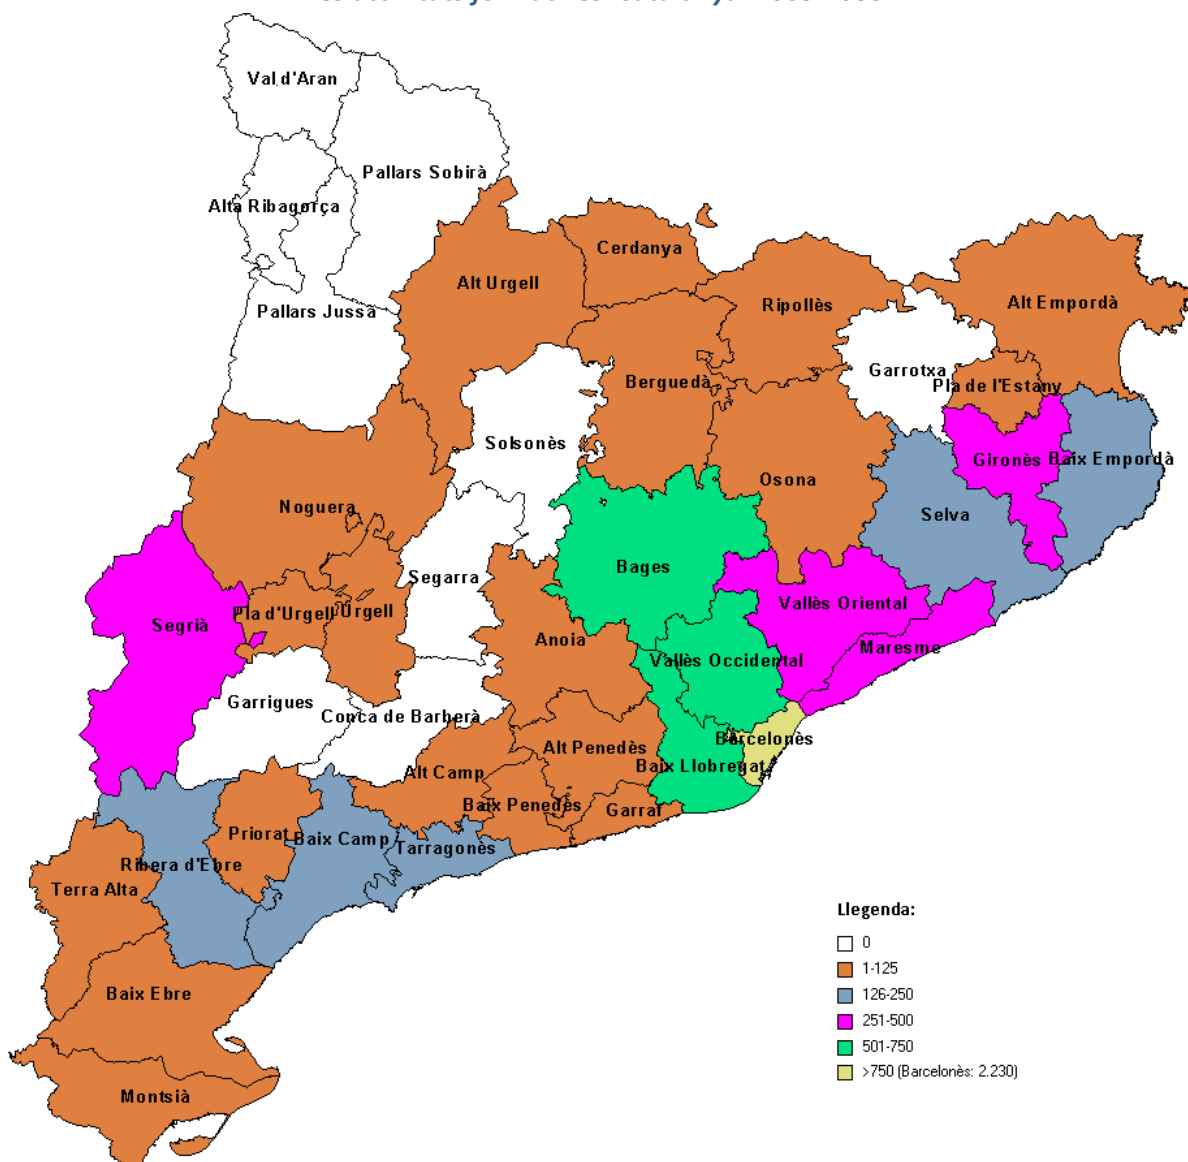 Val d'Aran
Pallars Sobirà
Alta Ribagorça
Cerdanya
Alt Urgell
Ripollès
Alt Empordà
Pallars Jussà
Garrotxa
Berguedà
Pla de l'Estany
Solsonès
Gironès
Baix Empordà
Osona
Noguera
Selva
Bages
Segarra
Vallès Oriental
Pla d'Urgell
Urgell
Segrià
Anoia
Maresme
Vallès Occidental
Garrigues
Conca de Barberà
Barcelonès
Alt Penedès
Baix Llobregat
Alt Camp
Baix Penedès
Garraf
Priorat
Baix Camp
Tarragonès
Ribera d'Ebre
Terra Alta
Baix Ebre
Montsià
Llegenda:
0
1-125
126-250
251-500
501-750
>750 (Barcelonès: 2.230)